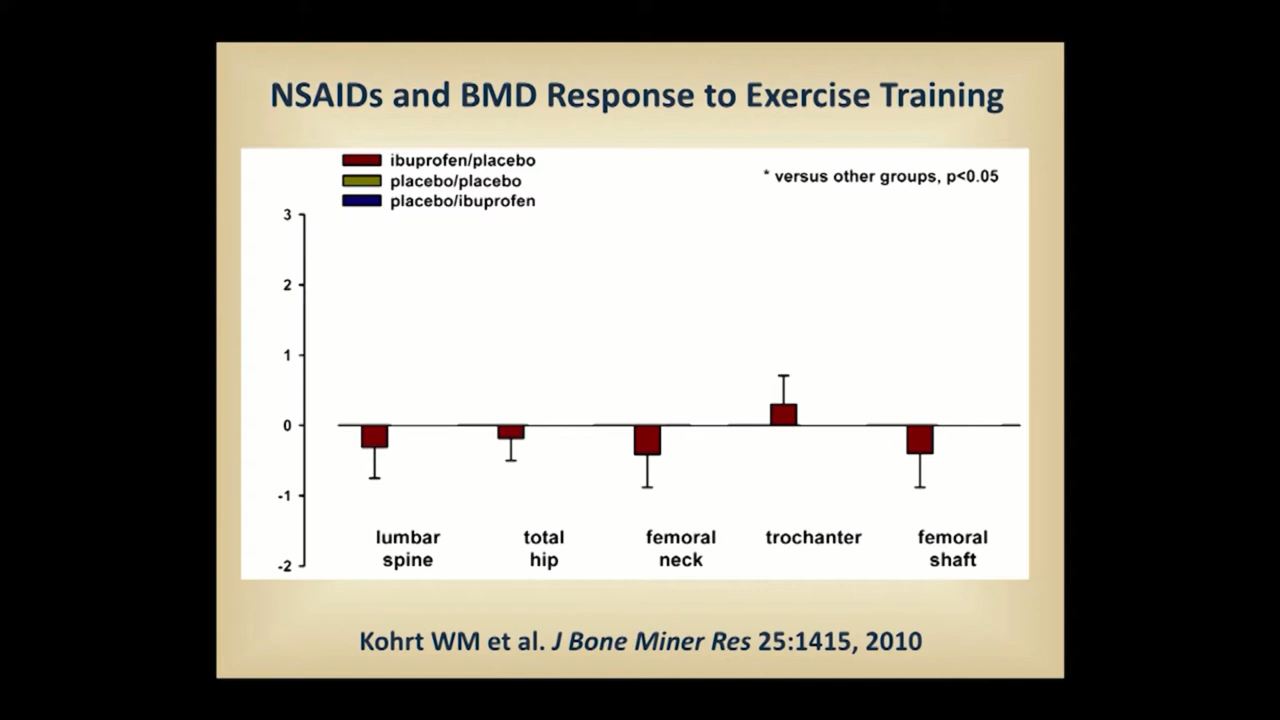 NSAIDs and BMD Response to Exercise Training
ibuprofen/placebo
placebo/placebo
placebo/ibuprofen
* versus other groups, p<0.05
3
2
1
0
-1
-2
lumbar
spine
total
hip
femoral
neck
trochanter
femoral
shaft
Kohrt WM et al. J Bone Miner Res 25:1415, 2010